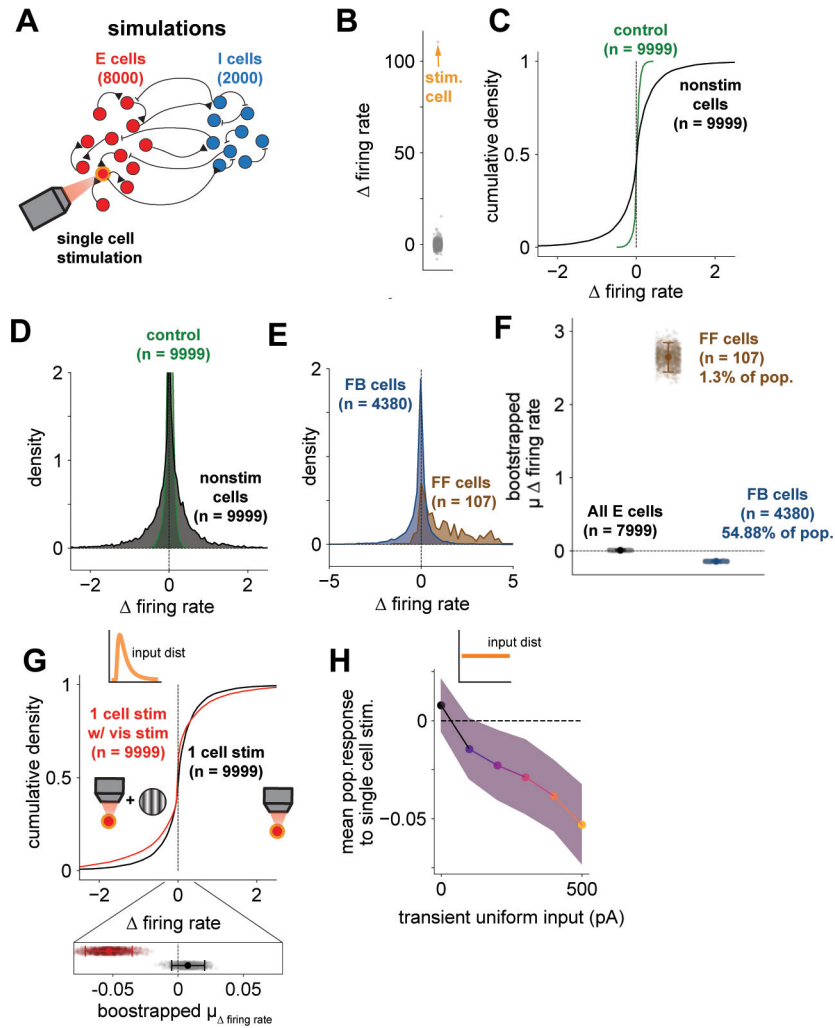 A
simulations
E cells
(8000)
I cells
(2000)
single cell
stimulation
B
Δ firing rate
100
50
0
stim.
cell
C
control
(n = 9999)
nonstim
cells
(n = 9999)
cumulative density
1
0.5
0
−2
0
2
Δ firing rate
D
control
(n = 9999)
nonstim
cells
(n = 9999)
density
2
1
0
−2
0
2
Δ firing rate
E
FB cells
(n = 4380)
FF cells
(n = 107)
density
2
1
0
−5
0
5
Δ firing rate
F
bootstrapped
μ Δ firing rate
3
2
1
0
FF cells
(n = 107)
1.3% of pop.
All E cells
(n = 7999)
FB cells
(n = 4380)
54.88% of pop.
G
input dist
1 cell stim
w/ vis stim
(n = 9999)
1 cell stim
(n = 9999)
+
cumulative density
1
0.5
0
−2
0
2
Δ firing rate
-0.05
0
0.05
boostrapped μ Δ firing rate
H
input dist
mean pop.response
to single cell stim.
0
−0.05
0
500
transient uniform input (pA)